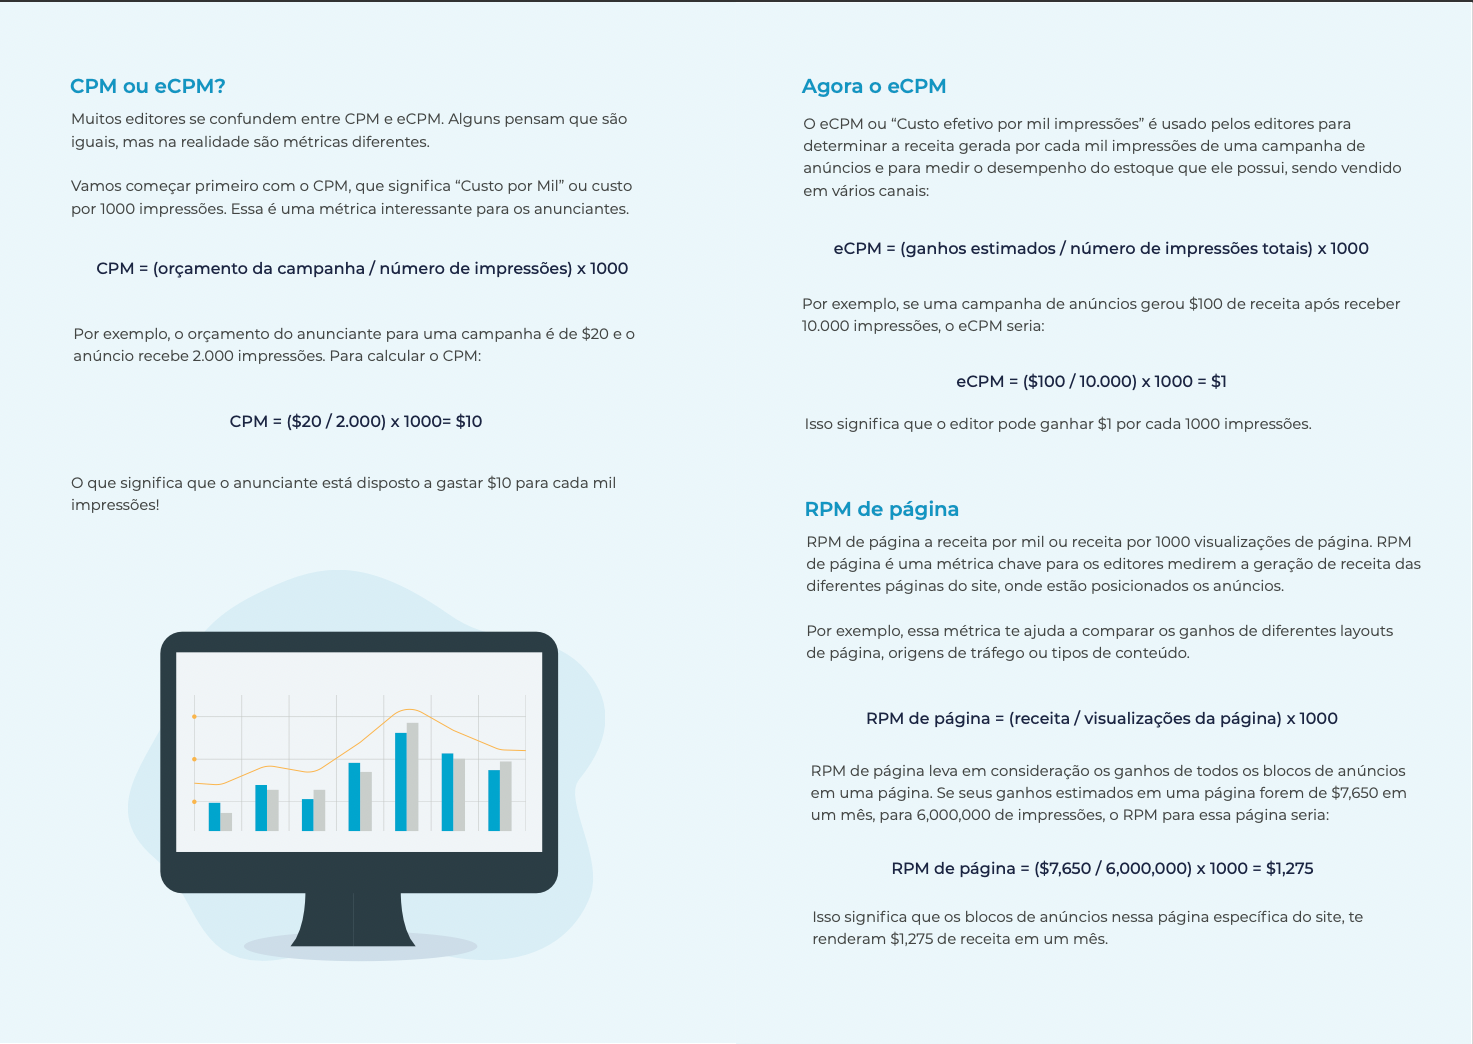 CPM ou eCPM?
Muitos editores se confundem entre CPM e eCPM. Alguns pensam que são
iguais, mas na realidade são métricas diferentes.
Vamos começar primeiro com o CPM, que significa “Custo por Mil” ou custo
por 1000 impressões. Essa é uma métrica interessante para os anunciantes.
CPM = (orçamento da campanha / número de impressões) x 1000
Por exemplo, o orçamento do anunciante para uma campanha é de $20 e o
anúncio recebe 2.000 impressões. Para calcular o CPM:
CPM = ($20 / 2.000) x 1000= $10
O que significa que o anunciante está disposto a gastar $10 para cada mil
impressões!
Agora o eCPM
O eCPM ou “Custo efetivo por mil impressões” é usado pelos editores para
determinar a receita gerada por cada mil impressões de uma campanha de
anúncios e para medir o desempenho do estoque que ele possui, sendo vendido
em vários canais:
eCPM = (ganhos estimados / número de impressões totais) x 1000
Por exemplo, se uma campanha de anúncios gerou $100 de receita após receber
10.000 impressões, o eCPM seria:
eCPM = ($100 / 10.000) x 1000 = $1
Isso significa que o editor pode ganhar $1 por cada 1000 impressões.
RPM de página
RPM de página a receita por mil ou receita por 1000 visualizações de página. RPM
de página é uma métrica chave para os editores medirem a geração de receita das
diferentes páginas do site, onde estão posicionados os anúncios.
Por exemplo, essa métrica te ajuda a comparar os ganhos de diferentes layouts
de página, origens de tráfego ou tipos de conteúdo.
RPM de página = (receita / visualizações da página) x 1000
RPM de página leva em consideração os ganhos de todos os blocos de anúncios
em uma página. Se seus ganhos estimados em uma página forem de $7,650 em
um mês, para 6,000,000 de impressões, o RPM para essa página seria:
RPM de página = ($7,650 / 6,000,000) x 1000 = $1,275
Isso significa que os blocos de anúncios nessa página específica do site, te
renderam $1,275 de receita em um mês.